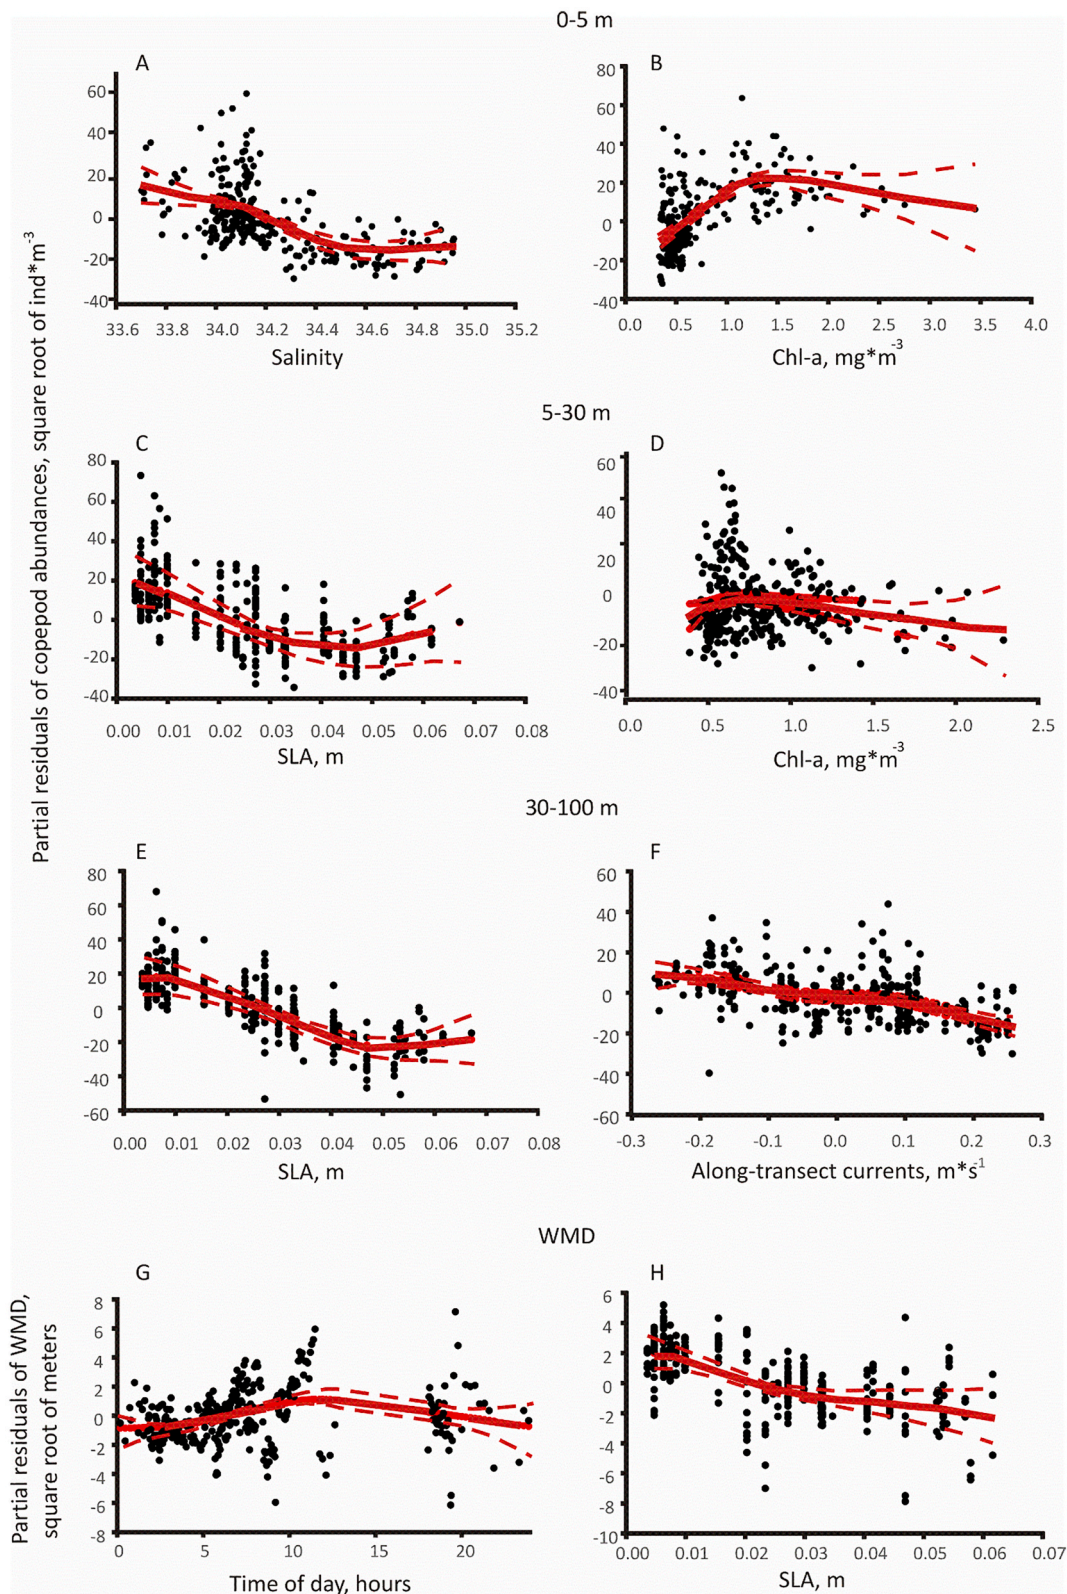 0-5 m
A
B
60
40
20
0
-20
-40
33.6 33.8 34.0 34.2 34.4 34.6 34.8 35.0 35.2
Salinity
80
60
40
20
0
-20
-40
0.0 0.5 1.0 1.5 2.0 2.5 3.0 3.5 4.0
Chl-a, mg*m-3
Partial residuals of copepod abundances, square root of ind*m-3
5-30 m
C
D
80
60
40
20
0
-20
-40
0.00 0.01 0.02 0.03 0.04 0.05 0.06 0.07 0.08
SLA, m
60
40
20
0
-20
-40
0.0 0.5 1.0 1.5 2.0 2.5
Chl-a, mg*m-3
30-100 m
E
F
80
60
40
20
0
-20
-40
-60
0.00 0.01 0.02 0.03 0.04 0.05 0.06 0.07 0.08
SLA, m
60
40
20
0
-20
-40
-60
-0.3 -0.2 -0.1 0.0 0.1 0.2 0.3
Along-transect currents, m*s-1
WMD
G
H
Partial residuals of WMD,
square root of meters
8
6
4
2
0
-2
-4
-6
-8
0 5 10 15 20
Time of day, hours
6
4
2
0
-2
-4
-6
-8
-10
0.00 0.01 0.02 0.03 0.04 0.05 0.06 0.07
SLA, m